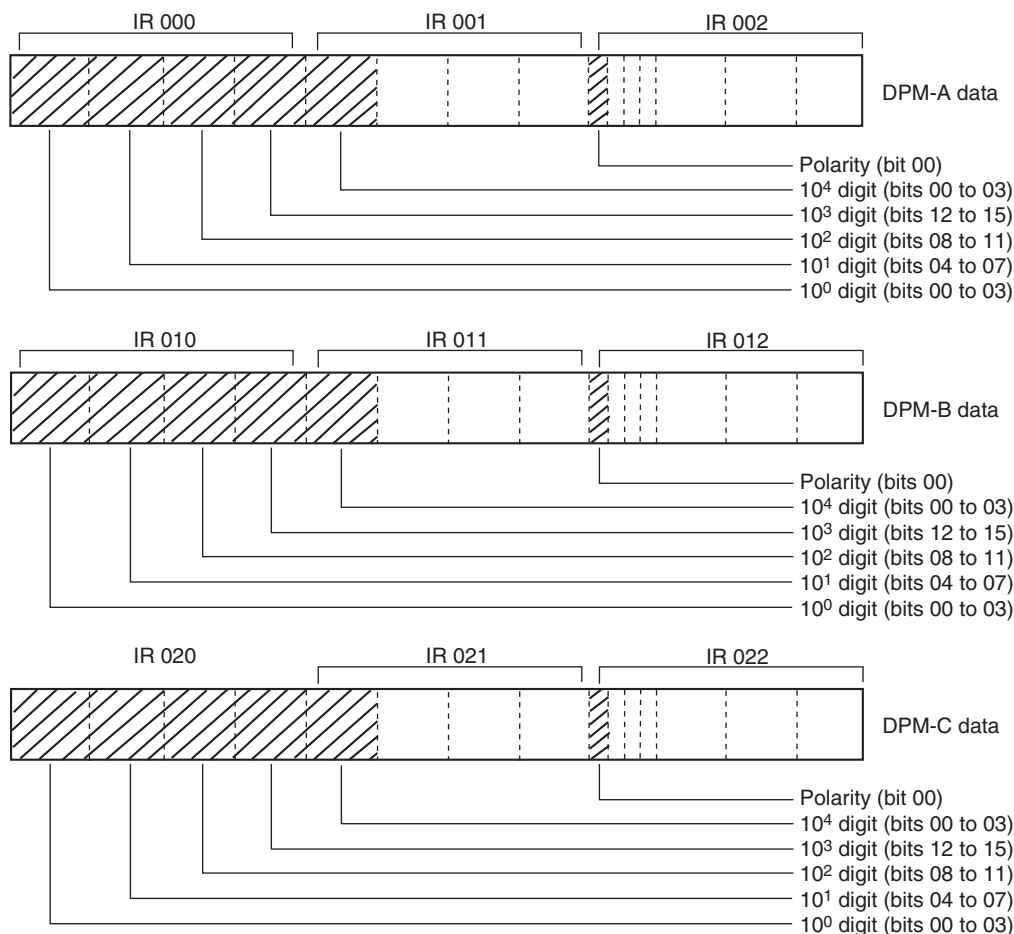 IR 000 IR 001 IR 002
DPM-A data
Polarity (bit 00)
10⁴ digit (bits 00 to 03)
10³ digit (bits 12 to 15)
10² digit (bits 08 to 11)
10¹ digit (bits 04 to 07)
10⁰ digit (bits 00 to 03)
IR 010 IR 011 IR 012
DPM-B data
Polarity (bits 00)
10⁴ digit (bits 00 to 03)
10³ digit (bits 12 to 15)
10² digit (bits 08 to 11)
10¹ digit (bits 04 to 07)
10⁰ digit (bits 00 to 03)
IR 020 IR 021 IR 022
DPM-C data
Polarity (bit 00)
10⁴ digit (bits 00 to 03)
10³ digit (bits 12 to 15)
10² digit (bits 08 to 11)
10¹ digit (bits 04 to 07)
10⁰ digit (bits 00 to 03)